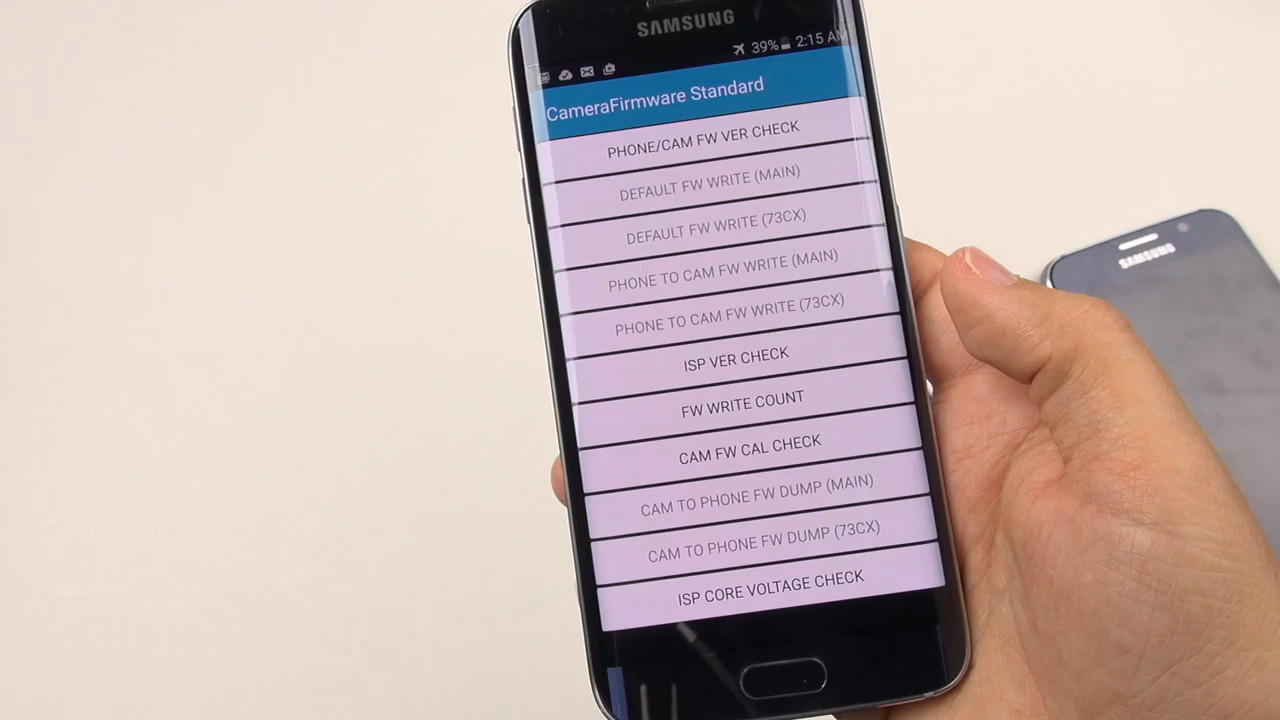 SAMSUNG
39% 2:15 AM
CameraFirmware Standard
PHONE/CAM FW VER CHECK
DEFAULT FW WRITE (MAIN)
DEFAULT FW WRITE (73CX)
PHONE TO CAM FW WRITE (MAIN)
PHONE TO CAM FW WRITE (73CX)
ISP VER CHECK
FW WRITE COUNT
CAM FW CAL CHECK
CAM TO PHONE FW DUMP (MAIN)
CAM TO PHONE FW DUMP (73CX)
ISP CORE VOLTAGE CHECK
SAMSUNG